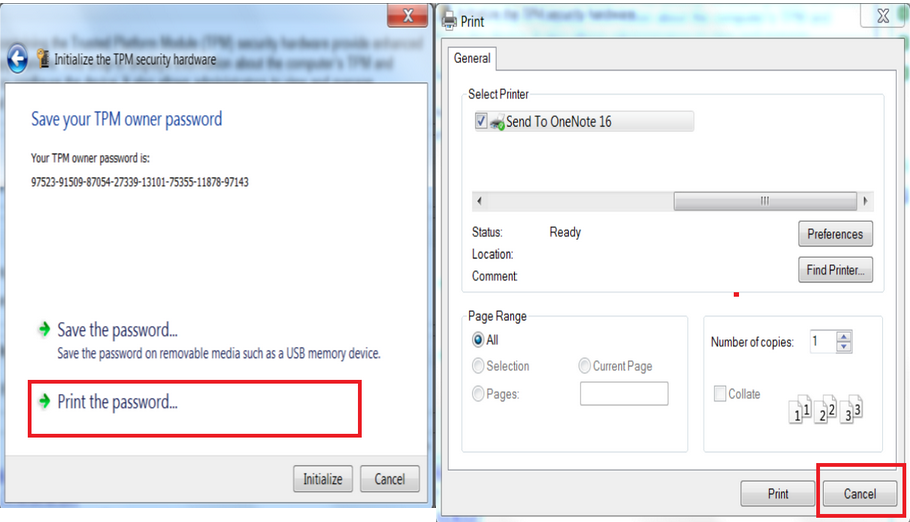 Initialize the TPM security hardware
Save your TPM owner password
Your TPM owner password is:
97523-91509-87054-27339-13101-75355-11878-97143
Save the password...
Save the password on removable media such as a USB memory device.
Print the password...
Initialize
Cancel
Print
General
Select Printer
Send To OneNote 16
Status:
Ready
Location:
Comment:
Preferences
Find Printer...
Page Range
All
Selection
Current Page
Pages:
Number of copies:
1
Collate
1 1 2 2 3 3
Print
Cancel